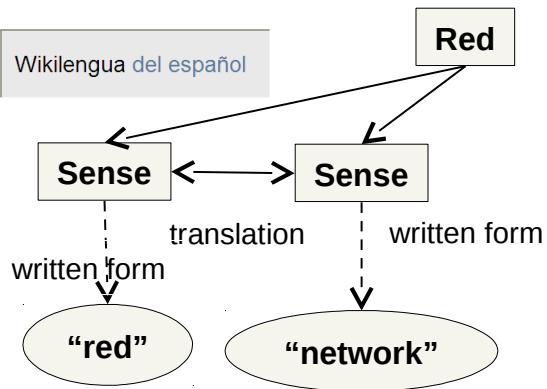 Red
Wikilengua del español
Sense
Sense
translation
written form
written form
“red”
“network”